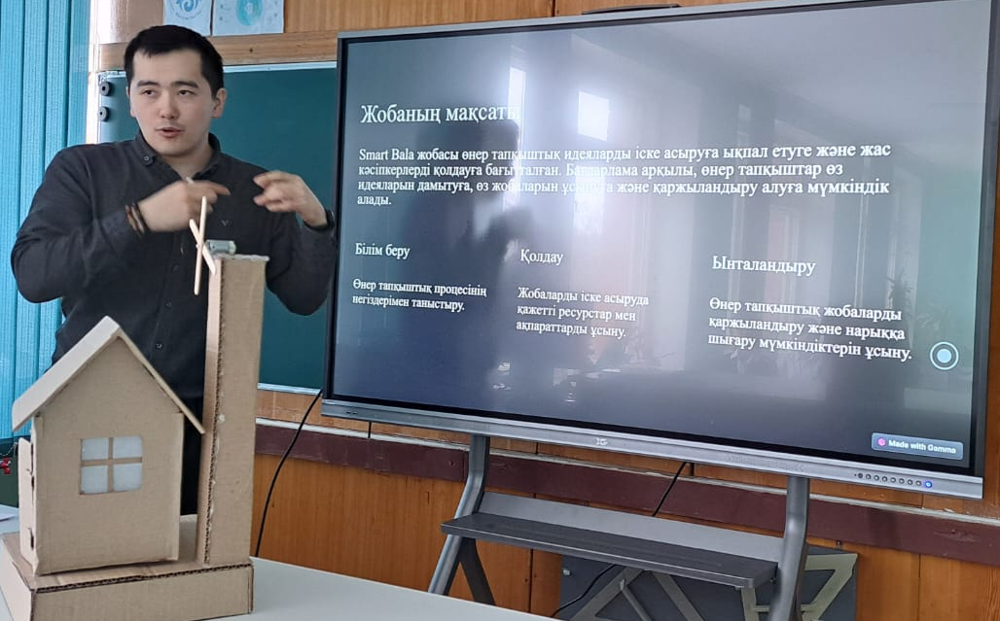 Жобаның мақсаты
Smart Bala жобасы өнер тапқыштық идеяларды іске асыруға ықпал етуге және жас
кәсіпкерлерді қолдауға бағытталған. Бағдарлама арқылы, өнер тапқыштар өз
идеяларын дамытуға, өз жобаларын ұсынуға және қаржыландыру алуға мүмкіндік
алады.
Білім беру
Өнер тапқыштық процесінің
негіздерімен таныстыру.
Қолдау
Жобаларды іске асыруда
қажетті ресурстар мен
ақпараттарды ұсыну.
Ынталандыру
Өнер тапқыштық жобаларды
қаржыландыру және нарыққа
шығару мүмкіндіктерін ұсыну.
Made with Gamma